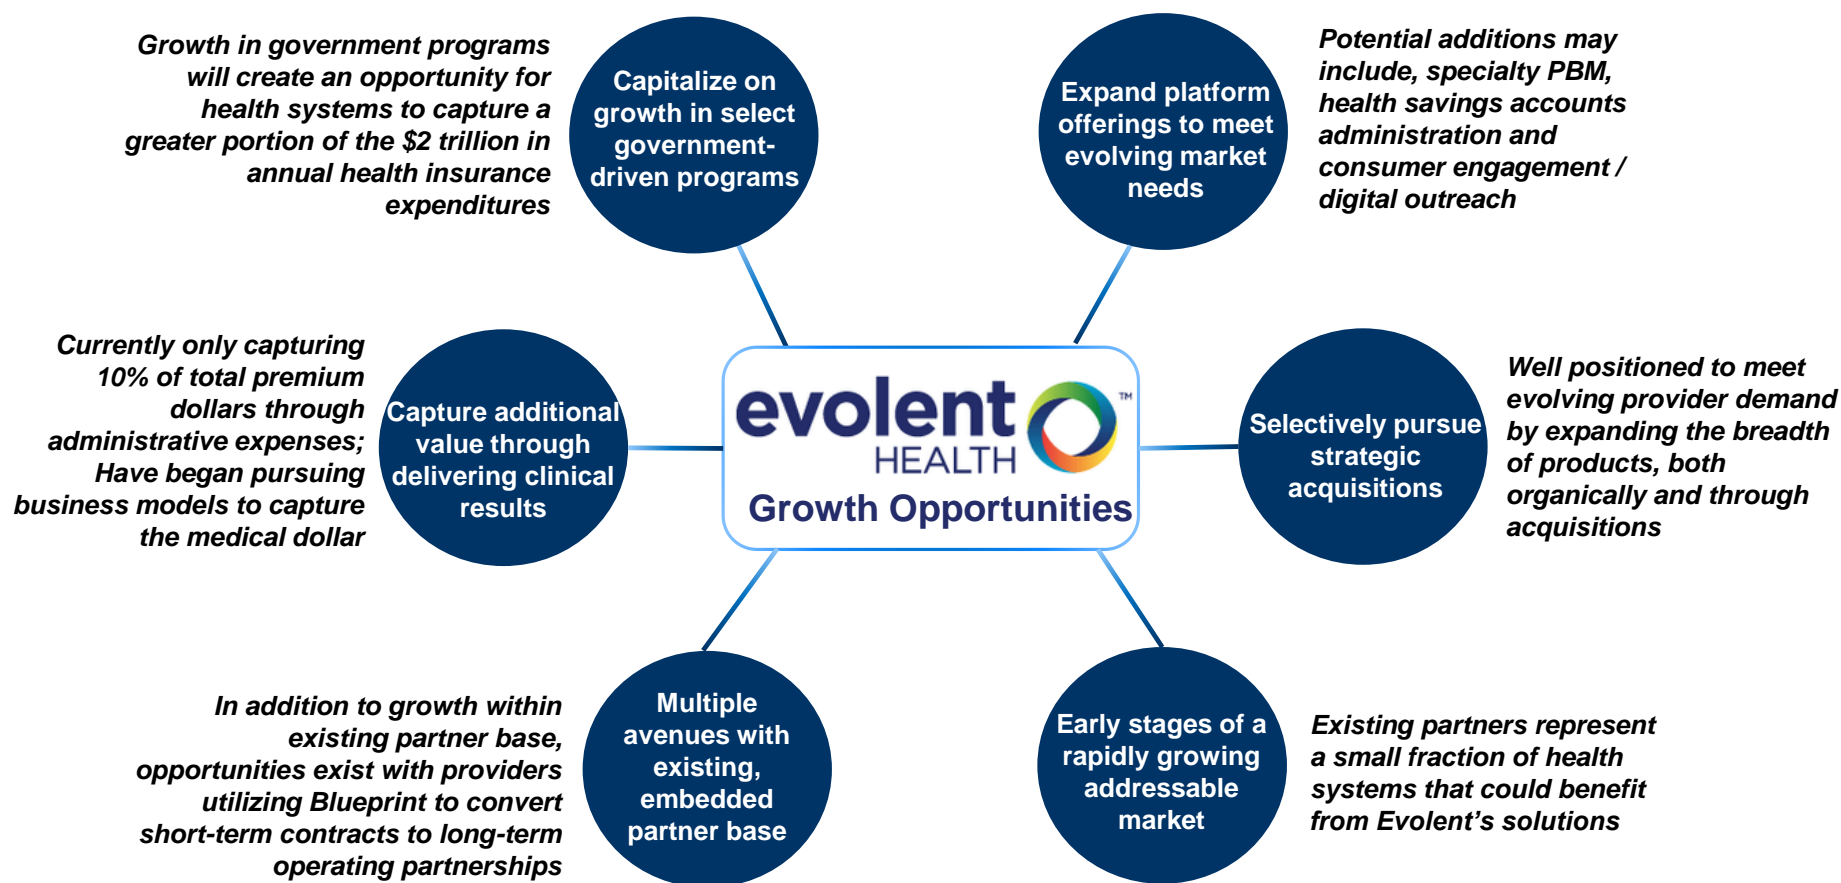 Growth in government programs
will create an opportunity for
health systems to capture a
greater portion of the $2 trillion in
annual health insurance
expenditures
Capitalize on
growth in select
government-
driven programs
Expand platform
offerings to meet
evolving market
needs
Potential additions may
include, specialty PBM,
health savings accounts
administration and
consumer engagement /
digital outreach
Currently only capturing
10% of total premium
dollars through
administrative expenses;
Have began pursuing
business models to capture
the medical dollar
Capture additional
value through
delivering clinical
results
evolent
HEALTH
TM
Growth Opportunities
Selectively pursue
strategic
acquisitions
Well positioned to meet
evolving provider demand
by expanding the breadth
of products, both
organically and through
acquisitions
In addition to growth within
existing partner base,
opportunities exist with providers
utilizing Blueprint to convert
short-term contracts to long-term
operating partnerships
Multiple
avenues with
existing,
embedded
partner base
Early stages of a
rapidly growing
addressable
market
Existing partners represent
a small fraction of health
systems that could benefit
from Evolent’s solutions